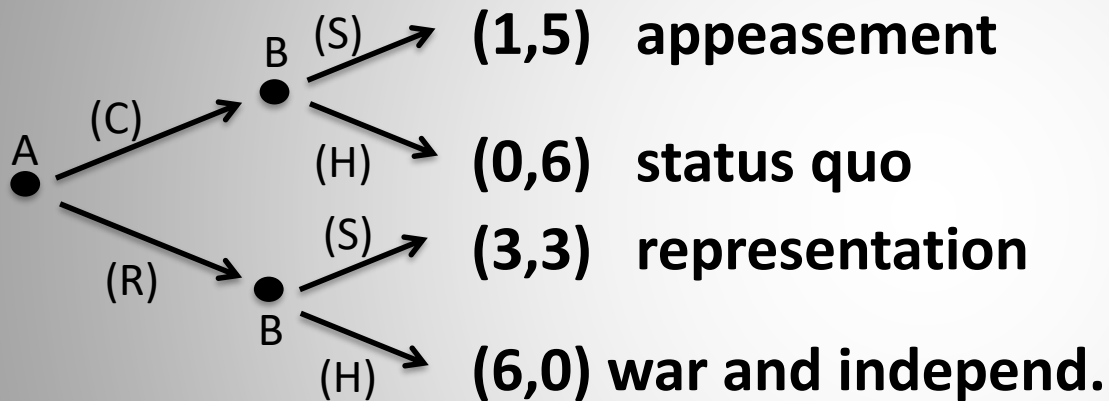 B (S) (1,5) appeasement
(C)
A (H) (0,6) status quo
(S) (3,3) representation
(R)
B
(H) (6,0) war and independ.